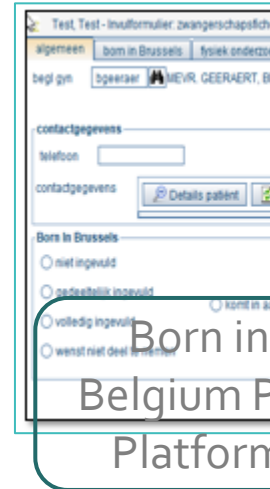 Test, Test - Invulformulier: zwangerschapsfich
algemeen born in Brussels fysiek onderzo
begl gyn bgeeraer MEVR. GEERAERT, B
contactgegevens
telefoon
contactgegevens Details patiënt
Born In Brussels
niet ingevuld
gedeeltelijk ingevuld
komt in a
volledig ingevuld
wenst niet deel te nemen
Born in
Belgium P
Platform